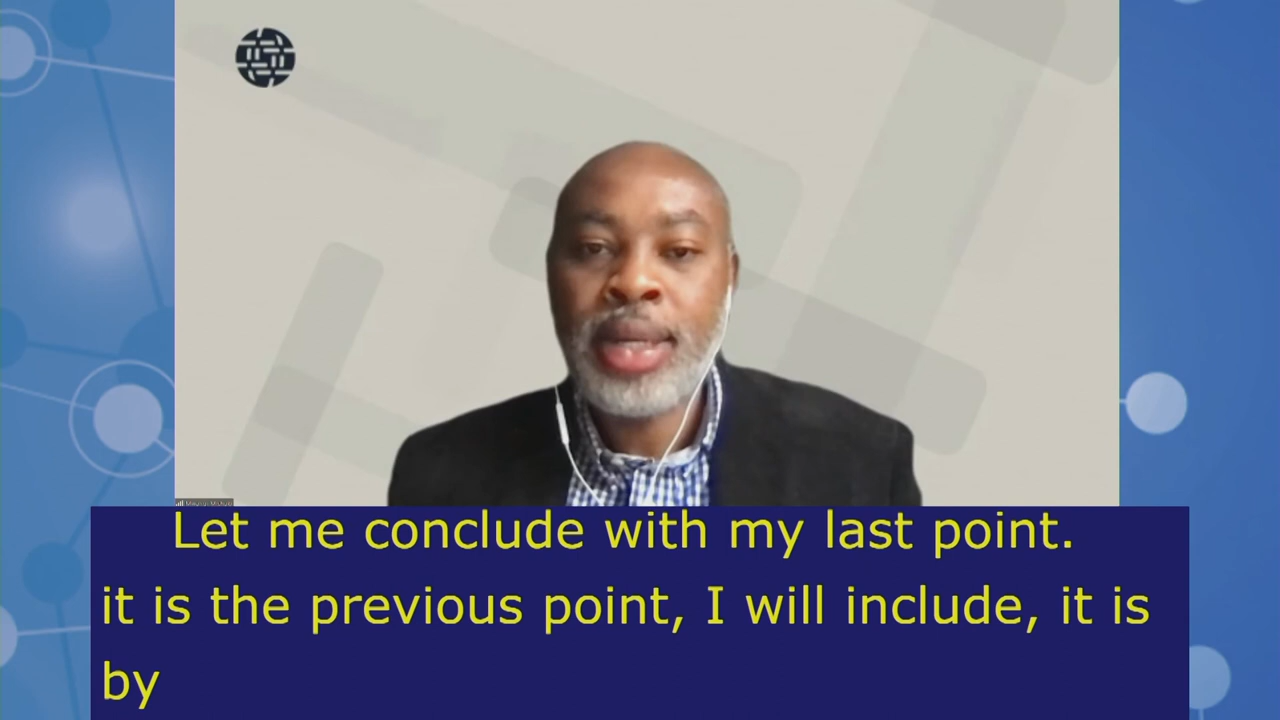 Let me conclude with my last point.
it is the previous point, I will include, it is
by